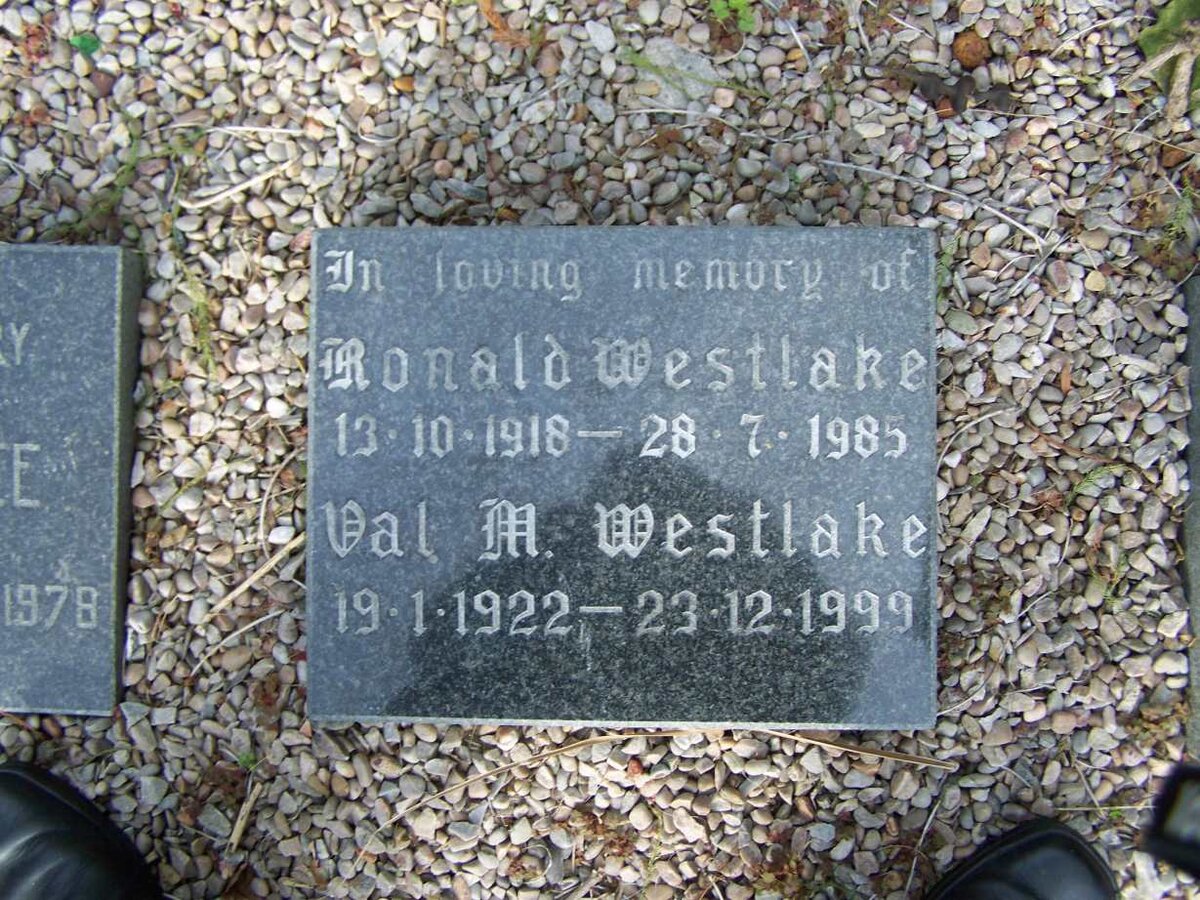 In loving memory of
Ronald Westlake
13·10·1918 — 28·7·1985
Val M. Westlake
19·1·1922 — 23·12·1999
1978